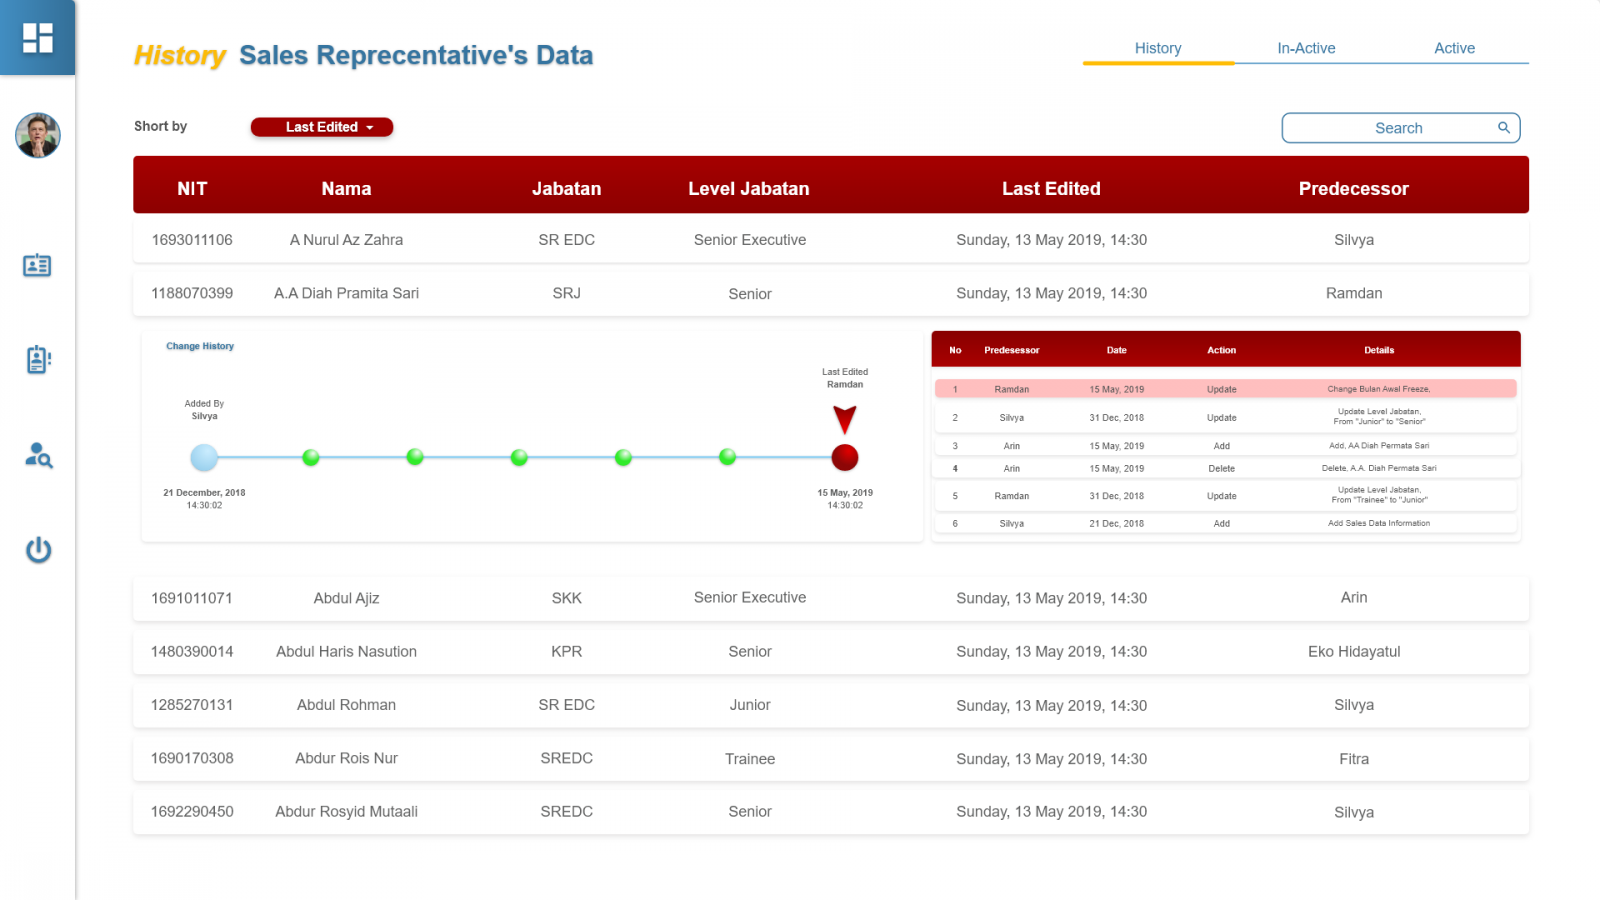 History Sales Reprecentative's Data
History In-Active Active
Short by Last Edited Search
NIT Nama Jabatan Level Jabatan Last Edited Predecessor
1693011106 A Nurul Az Zahra SR EDC Senior Executive Sunday, 13 May 2019, 14:30 Silvya
1188070399 A.A Diah Pramita Sari SRJ Senior Sunday, 13 May 2019, 14:30 Ramdan
Change History
Last Edited
Ramdan
Added By
Silvya
21 December, 2018
14:30:02
15 May, 2019
14:30:02
No Predesessor Date Action Details
1 Ramdan 15 May, 2019 Update Change Bulan Awal Freeze,
2 Silvya 31 Dec, 2018 Update Update Level Jabatan,
From "Junior" to "Senior"
3 Arin 15 May, 2019 Add Add, AA Diah Permata Sari
4 Arin 15 May, 2019 Delete Delete, A.A. Diah Permata Sari
5 Ramdan 31 Dec, 2018 Update Update Level Jabatan,
From "Trainee" to "Junior"
6 Silvya 21 Dec, 2018 Add Add Sales Data Information
1691011071 Abdul Ajiz SKK Senior Executive Sunday, 13 May 2019, 14:30 Arin
1480390014 Abdul Haris Nasution KPR Senior Sunday, 13 May 2019, 14:30 Eko Hidayatul
1285270131 Abdul Rohman SR EDC Junior Sunday, 13 May 2019, 14:30 Silvya
1690170308 Abdur Rois Nur SREDC Trainee Sunday, 13 May 2019, 14:30 Fitra
1692290450 Abdur Rosyid Mutaali SREDC Senior Sunday, 13 May 2019, 14:30 Silvya